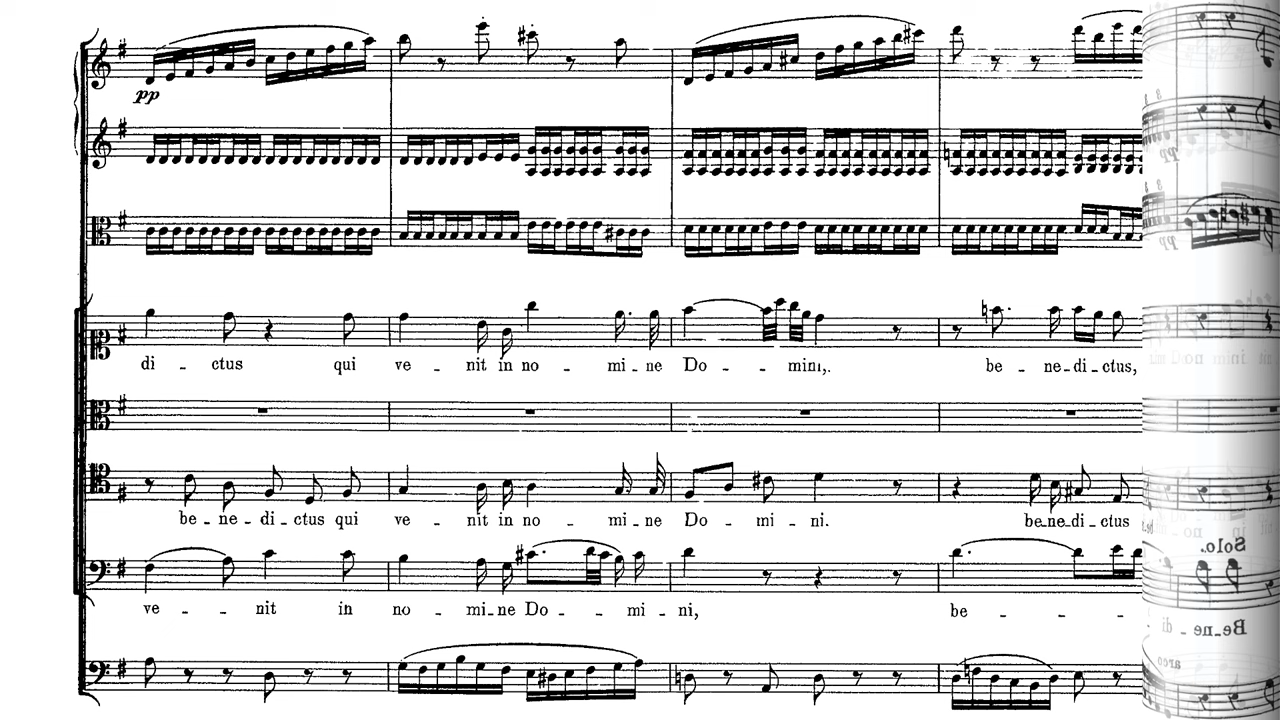 pp
di - ctus qui ve - nit in no - mi - ne Do - mini,. be - ne - di - ctus,
be - ne - di - ctus qui ve - nit in no - mi - ne Do - mi - ni. be - ne - di - ctus
Solo.
ve - nit in no - mi - ne Do - mi - ni, be -
Be - ne - di
arco